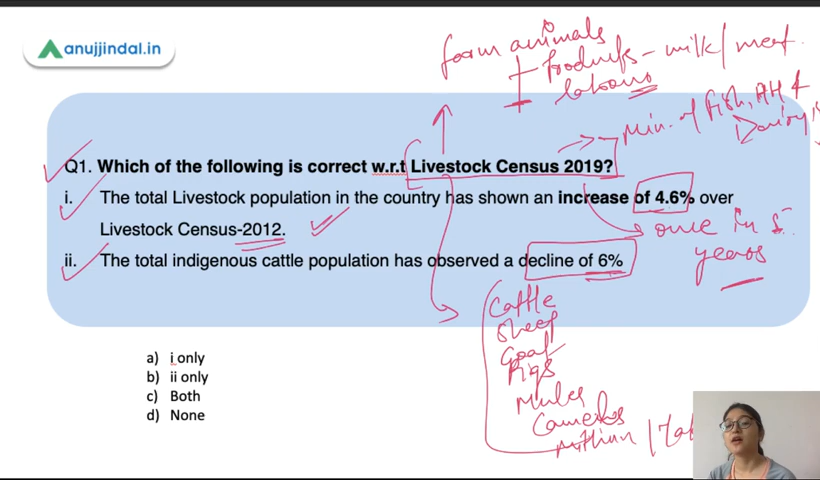 anujjindal.in
farm animals
Products - milk/meat
labour
Min. of Fish, AH &
Dairy
Q1. Which of the following is correct w.r.t Livestock Census 2019?
i. The total Livestock population in the country has shown an increase of 4.6% over
Livestock Census-2012.
once in 5
years
ii. The total indigenous cattle population has observed a decline of 6%
Cattle
Sheep
Goat
Pigs
Mules
Camels
Mithun
a) i only
b) ii only
c) Both
d) None